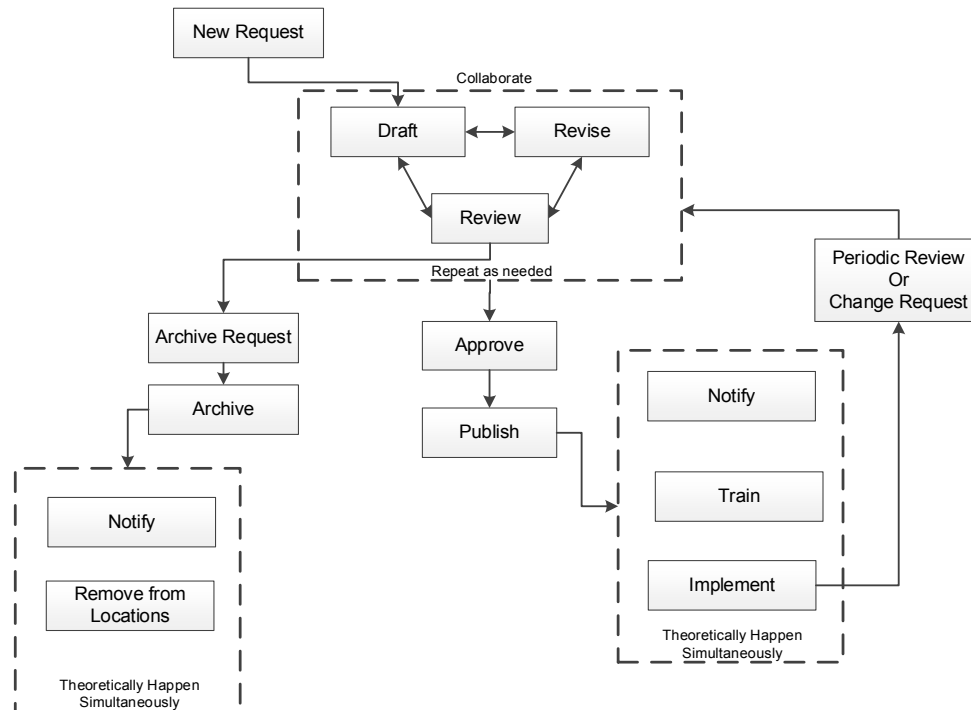 New Request
Collaborate
Draft
Revise
Review
Repeat as needed
Periodic Review
Or
Change Request
Archive Request
Approve
Archive
Publish
Notify
Train
Implement
Theoretically Happen
Simultaneously
Notify
Remove from
Locations
Theoretically Happen
Simultaneously